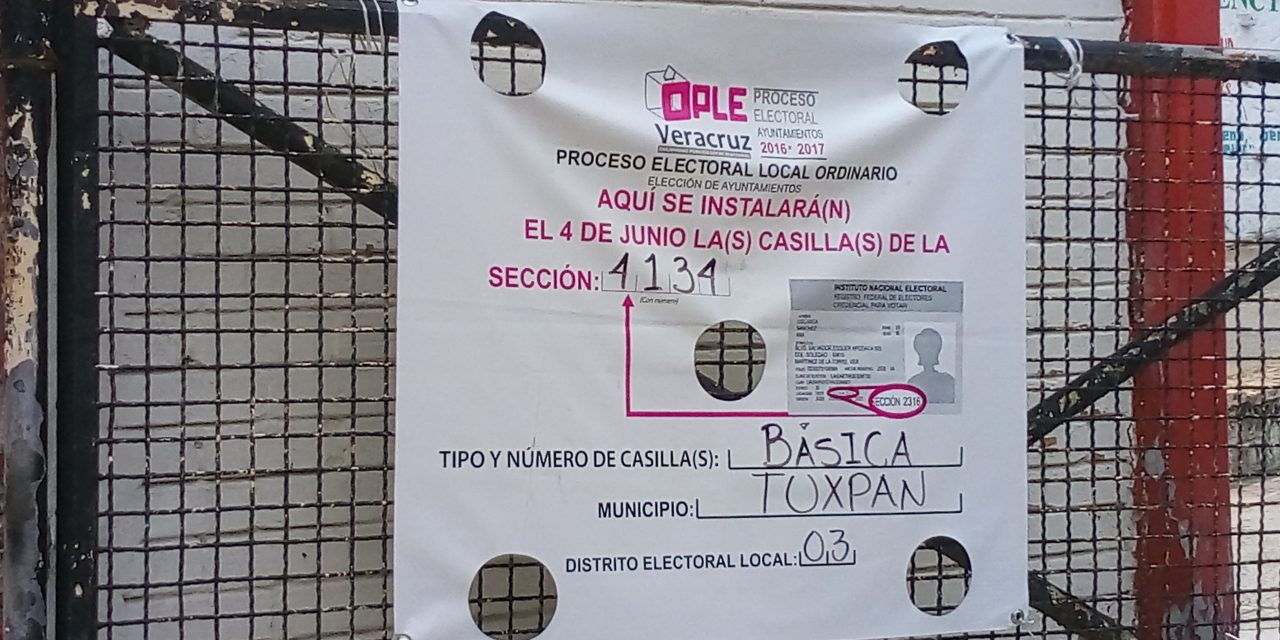 OPLE
Veracruz
PROCESO
ELECTORAL
AYUNTAMIENTOS
2016 • 2017
PROCESO ELECTORAL LOCAL ORDINARIO
ELECCIÓN DE AYUNTAMIENTOS
AQUÍ SE INSTALARÁ(N)
EL 4 DE JUNIO LA(S) CASILLA(S) DE LA
SECCIÓN: 4134
(Con número)
INSTITUTO NACIONAL ELECTORAL
REGISTRO FEDERAL DE ELECTORES
CREDENCIAL PARA VOTAR
SECCIÓN 2316
TIPO Y NÚMERO DE CASILLA(S): BÁSICA
MUNICIPIO: TUXPAN
DISTRITO ELECTORAL LOCAL: 03